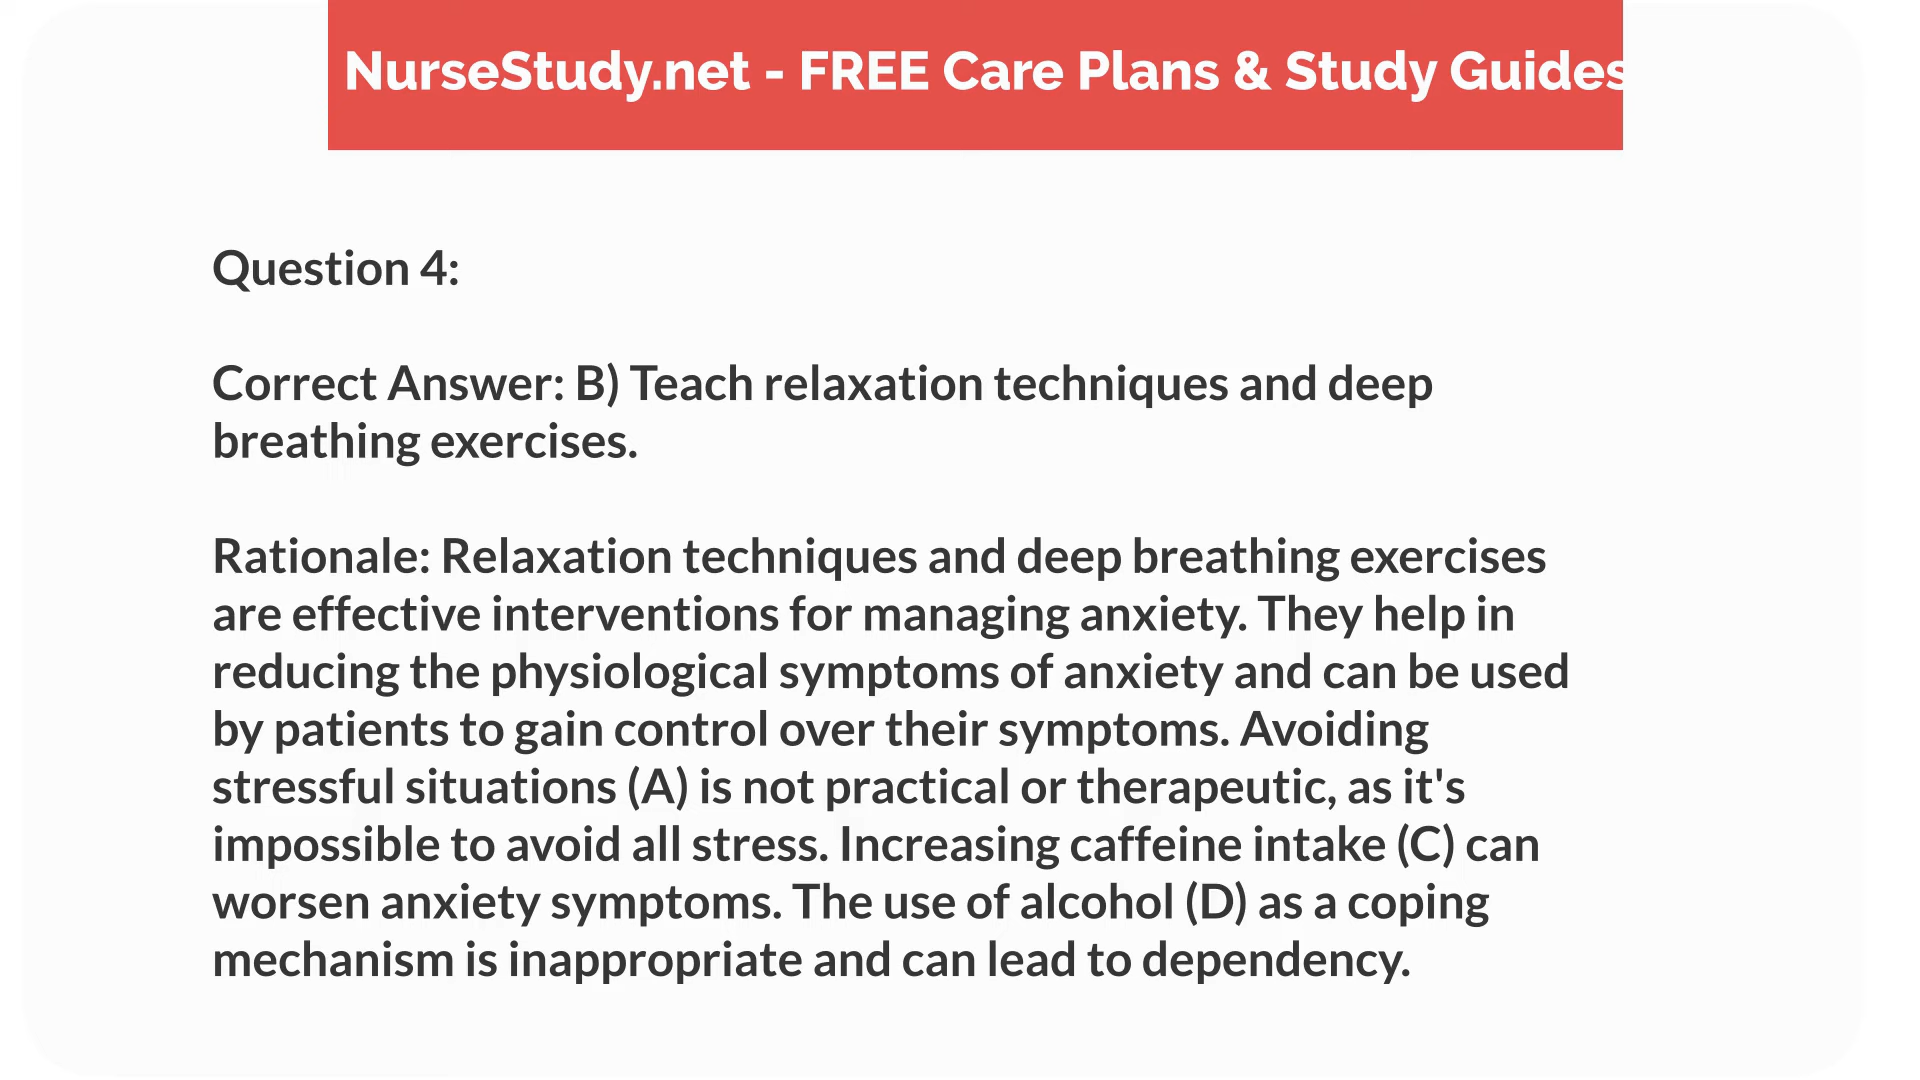 NurseStudy.net - FREE Care Plans & Study Guides
Question 4:
Correct Answer: B) Teach relaxation techniques and deep
breathing exercises.
Rationale: Relaxation techniques and deep breathing exercises
are effective interventions for managing anxiety. They help in
reducing the physiological symptoms of anxiety and can be used
by patients to gain control over their symptoms. Avoiding
stressful situations (A) is not practical or therapeutic, as it's
impossible to avoid all stress. Increasing caffeine intake (C) can
worsen anxiety symptoms. The use of alcohol (D) as a coping
mechanism is inappropriate and can lead to dependency.